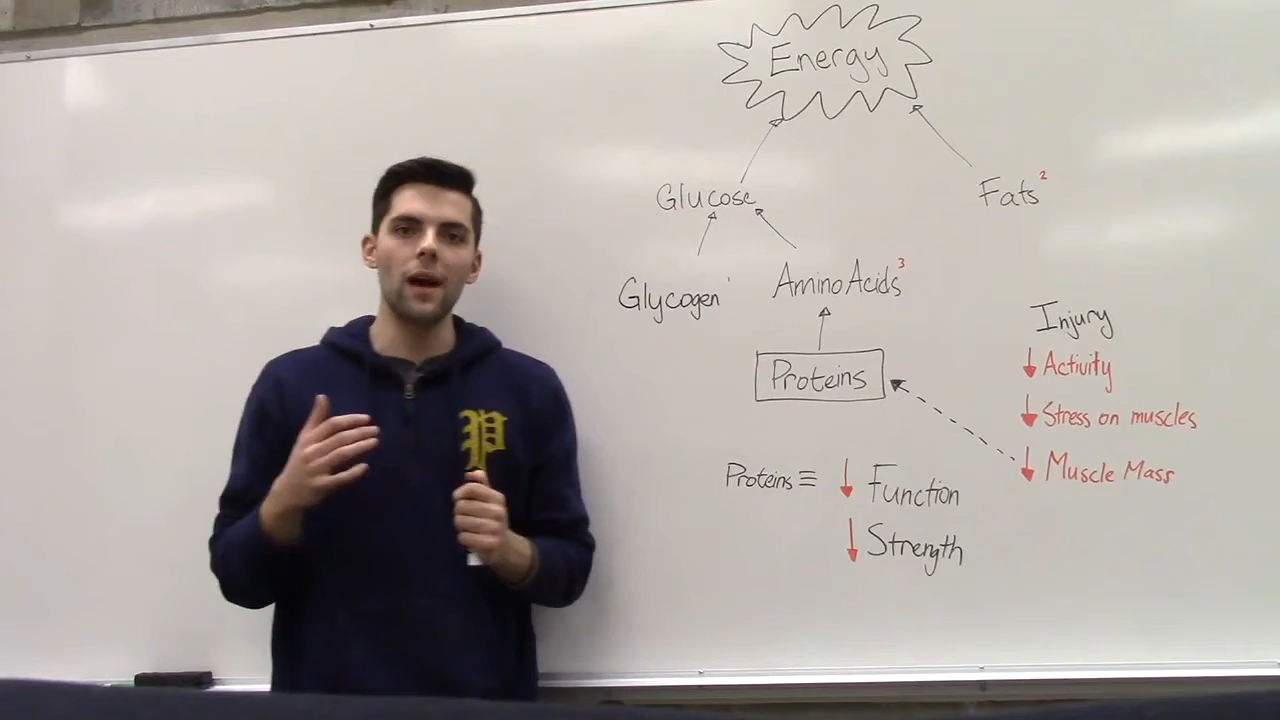 Energy
Glucose
Fats²
Glycogen¹
Amino Acids³
Proteins
Injury
↓ Activity
↓ Stress on muscles
↓ Muscle Mass
Proteins ≡ ↓ Function
↓ Strength
P